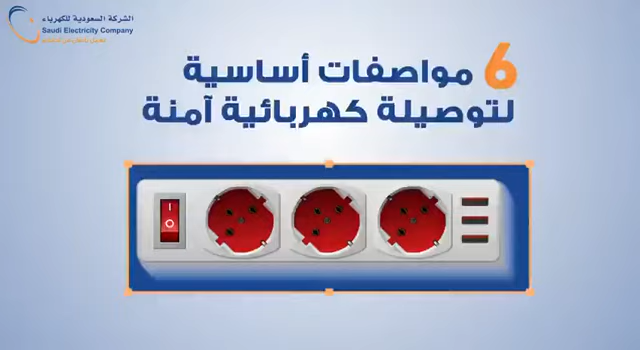 الشركة السعودية للكهرباء
Saudi Electricity Company
6 مواصفات أساسية
لتوصيلة كهربائية آمنة